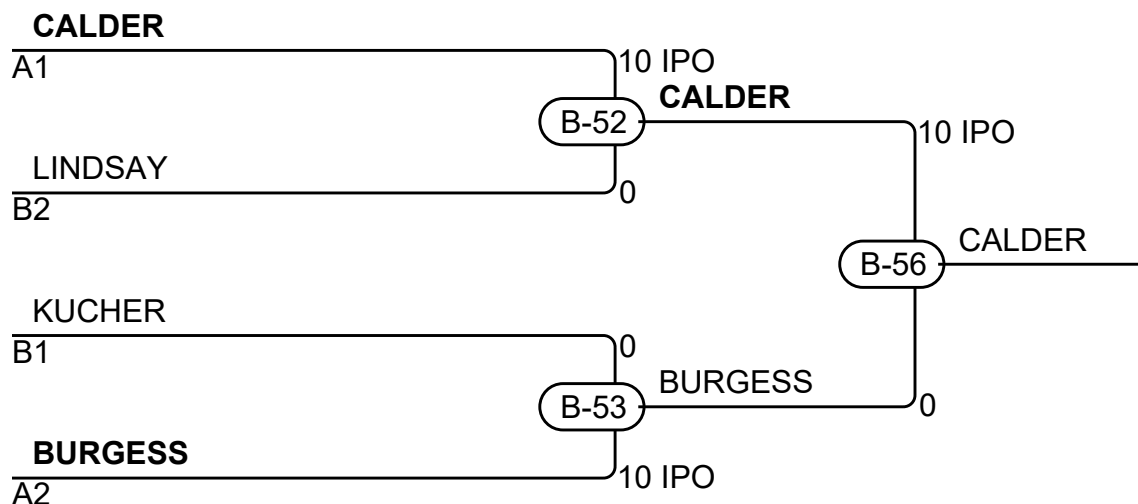 CALDER
A1
10 IPO
B-52
CALDER
LINDSAY
B2
0
10 IPO
B-56
CALDER
KUCHER
B1
0
B-53
BURGESS
0
BURGESS
A2
10 IPO